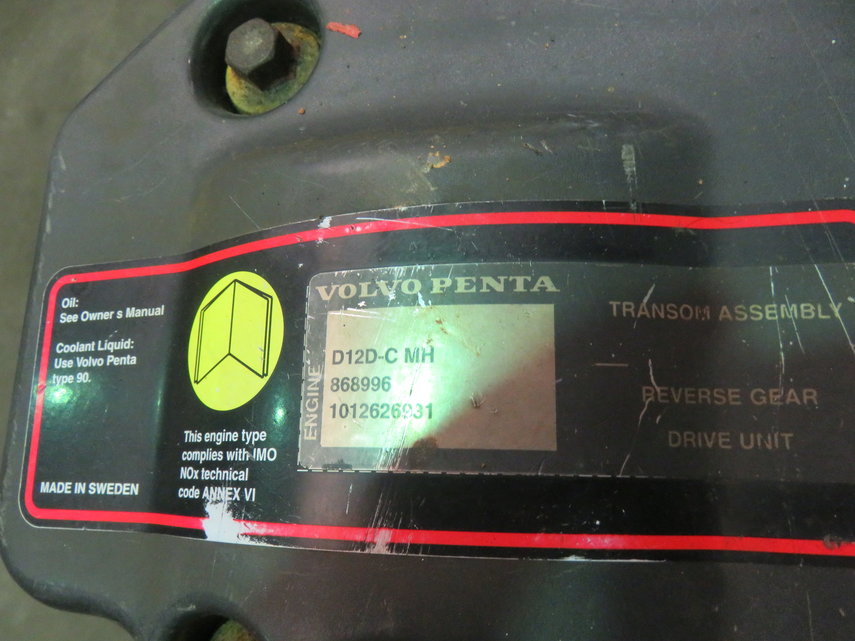 Oil:
See Owner s Manual
Coolant Liquid:
Use Volvo Penta
type 90.
MADE IN SWEDEN
This engine type
complies with IMO
NOx technical
code ANNEX VI
VOLVO PENTA
ENGINE
D12D-C MH
868996
1012626931
TRANSOM ASSEMBLY
REVERSE GEAR
DRIVE UNIT